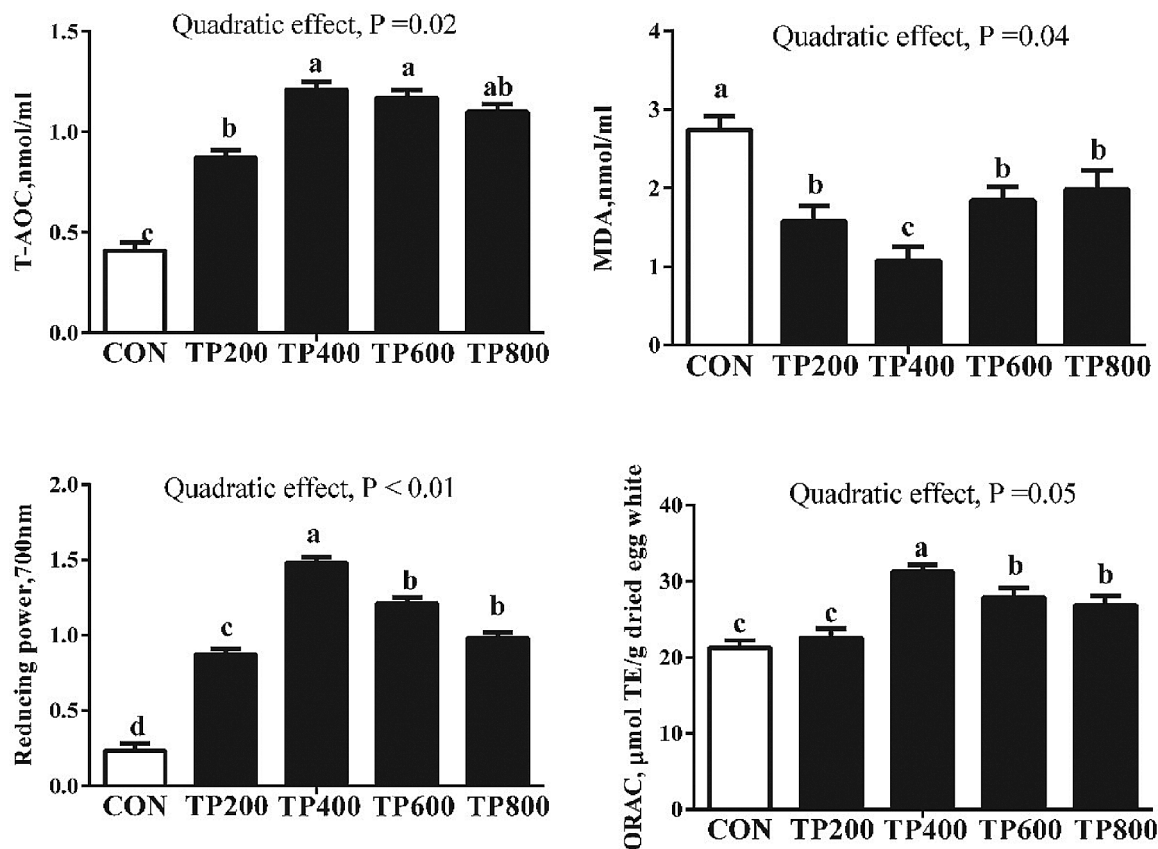 Quadratic effect, P =0.02
T-AOC,nmol/ml
1.5
1.0
0.5
0.0
c
b
a
a
ab
CON TP200 TP400 TP600 TP800
Quadratic effect, P =0.04
MDA,nmol/ml
4
3
2
1
0
a
b
c
b
b
CON TP200 TP400 TP600 TP800
Quadratic effect, P < 0.01
Reducing power,700nm
2.0
1.5
1.0
0.5
0.0
d
c
a
b
b
CON TP200 TP400 TP600 TP800
Quadratic effect, P =0.05
ORAC, μmol TE/g dried egg white
40
30
20
10
0
c
c
a
b
b
CON TP200 TP400 TP600 TP800